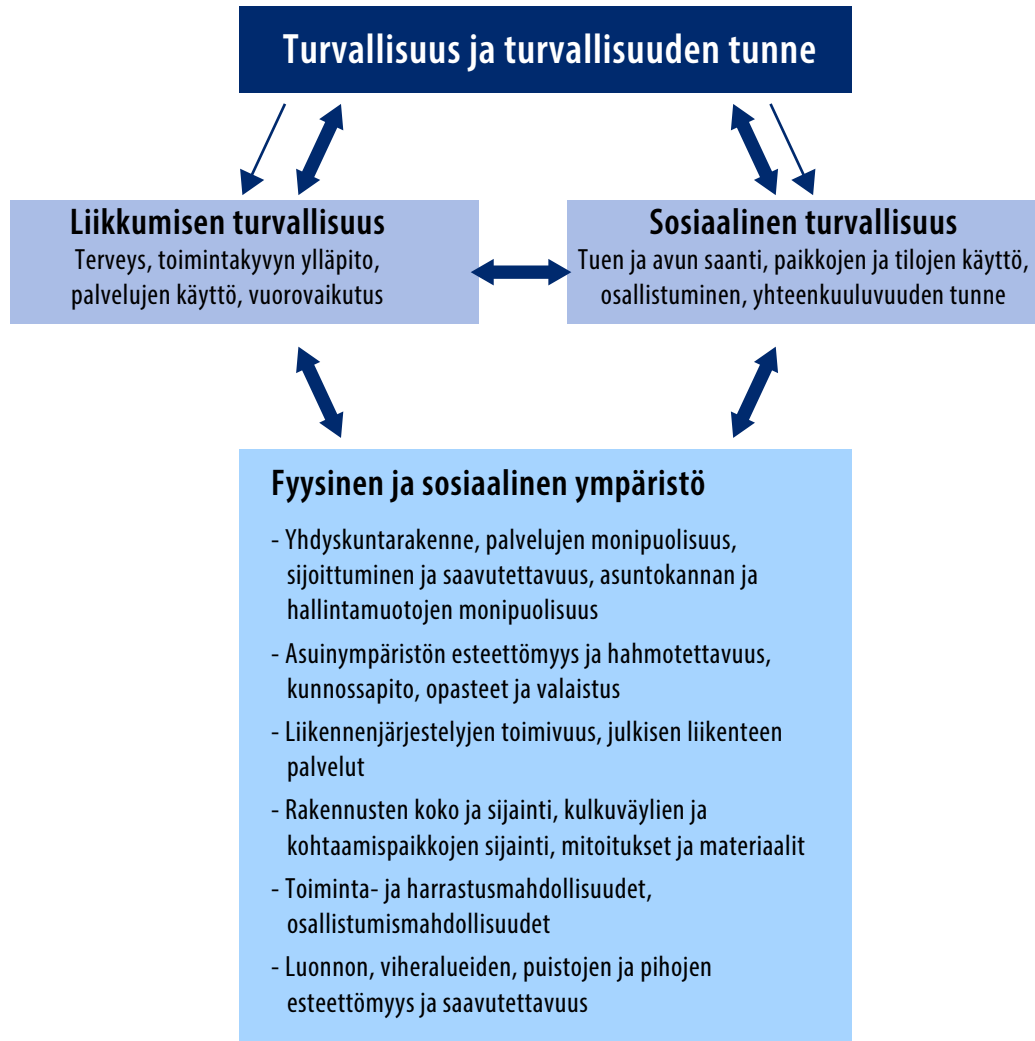 Turvallisuus ja turvallisuuden tunne
Liikkumisen turvallisuus
Terveys, toimintakyvyn ylläpito,
palvelujen käyttö, vuorovaikutus
Sosiaalinen turvallisuus
Tuen ja avun saanti, paikkojen ja tilojen käyttö,
osallistuminen, yhteenkuuluvuuden tunne
Fyysinen ja sosiaalinen ympäristö
- Yhdyskuntarakenne, palvelujen monipuolisuus,
sijoittuminen ja saavutettavuus, asuntokannan ja
hallintamuotojen monipuolisuus
- Asuinympäristön esteettömyys ja hahmotettavuus,
kunnossapito, opasteet ja valaistus
- Liikennenjärjestelyjen toimivuus, julkisen liikenteen
palvelut
- Rakennusten koko ja sijainti, kulkuväylien ja
kohtaamispaikkojen sijainti, mitoitukset ja materiaalit
- Toiminta- ja harrastusmahdollisuudet,
osallistumismahdollisuudet
- Luonnon, viheralueiden, puistojen ja pihojen
esteettömyys ja saavutettavuus